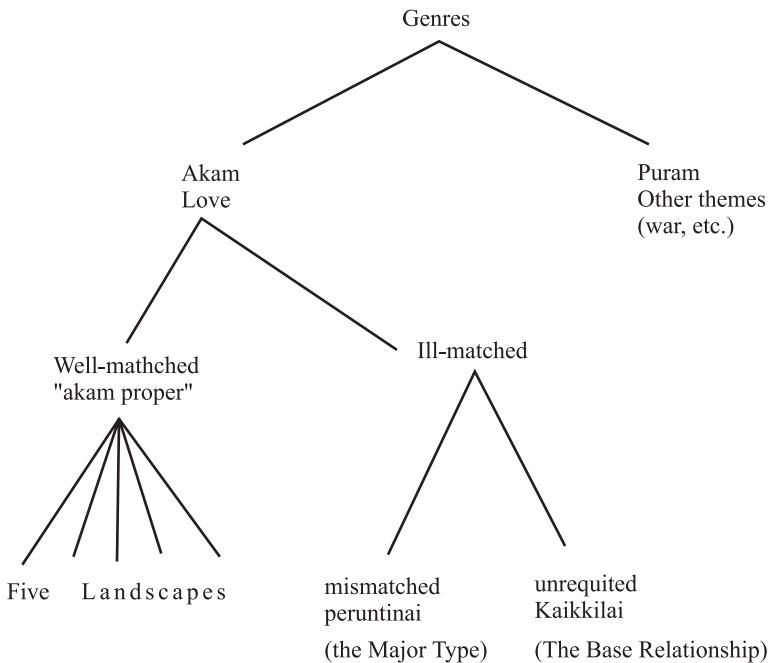 Genres
Akam
Love
Puram
Other themes
(war, etc.)
Well-mathched
"akam proper"
Ill-matched
Five Landscapes
mismatched
peruntinai
(the Major Type)
unrequited
Kaikkilai
(The Base Relationship)